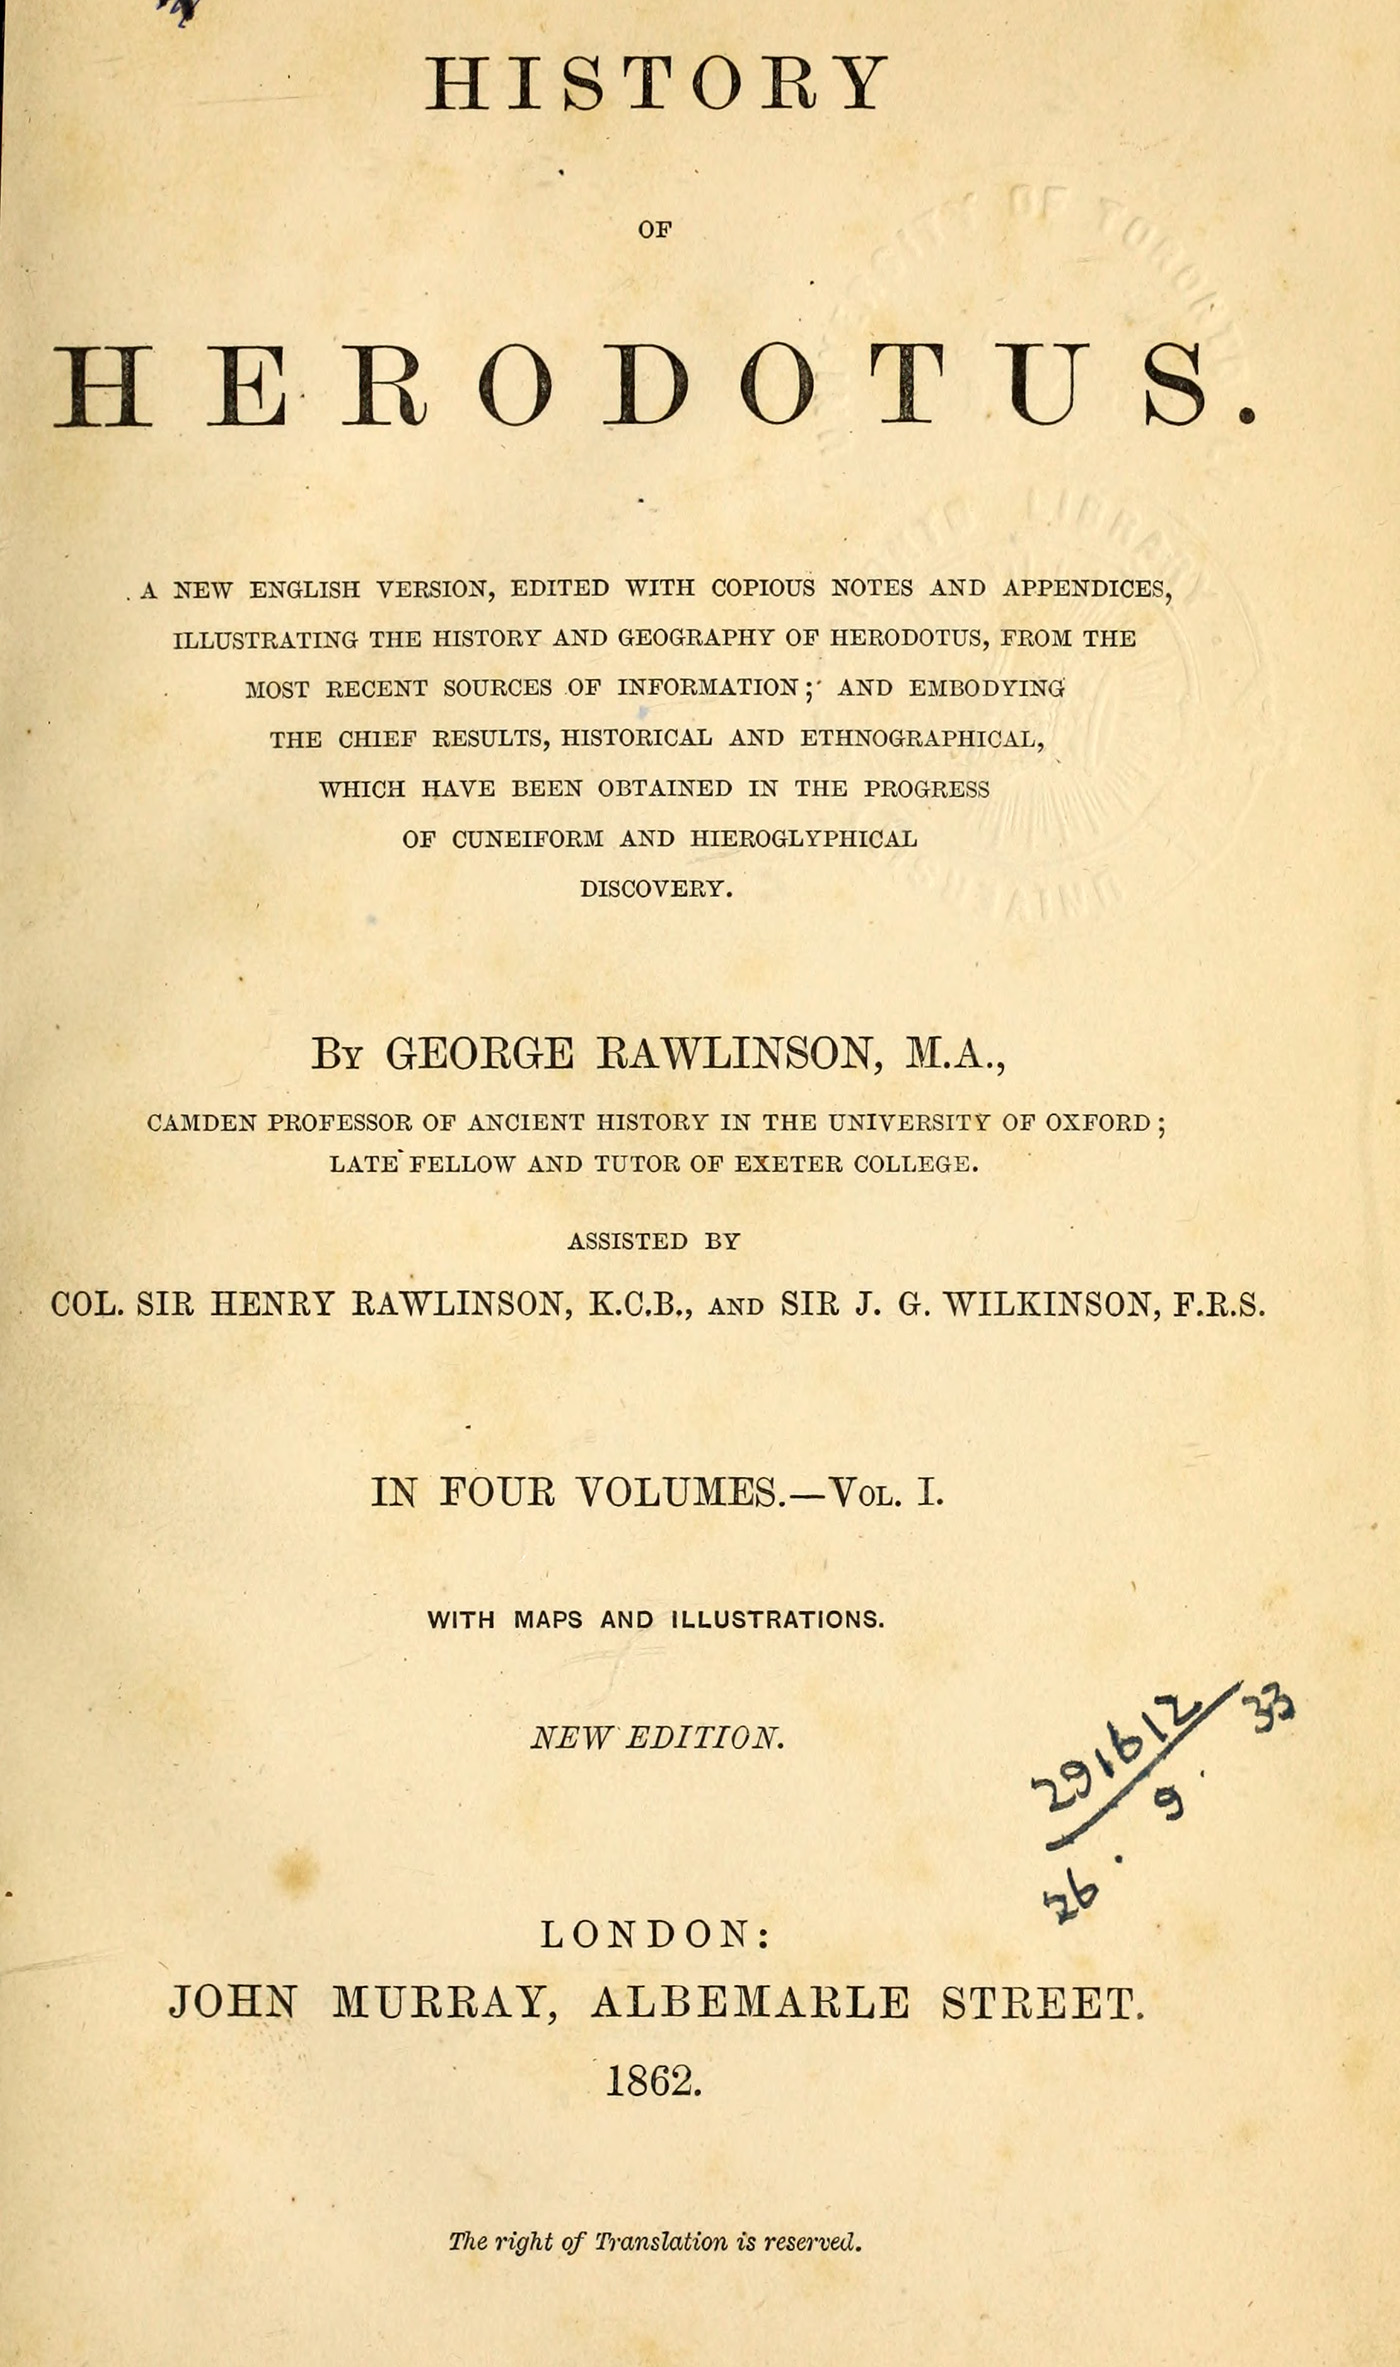 HISTORY
OF
HERODOTUS.
A NEW ENGLISH VERSION, EDITED WITH COPIOUS NOTES AND APPENDICES,
ILLUSTRATING THE HISTORY AND GEOGRAPHY OF HERODOTUS, FROM THE
MOST RECENT SOURCES OF INFORMATION; AND EMBODYING
THE CHIEF RESULTS, HISTORICAL AND ETHNOGRAPHICAL,
WHICH HAVE BEEN OBTAINED IN THE PROGRESS
OF CUNEIFORM AND HIEROGLYPHICAL
DISCOVERY.
By GEORGE RAWLINSON, M.A.,
CAMDEN PROFESSOR OF ANCIENT HISTORY IN THE UNIVERSITY OF OXFORD;
LATE FELLOW AND TUTOR OF EXETER COLLEGE.
ASSISTED BY
COL. SIR HENRY RAWLINSON, K.C.B., AND SIR J. G. WILKINSON, F.R.S.
IN FOUR VOLUMES.—Vol. I.
WITH MAPS AND ILLUSTRATIONS.
NEW EDITION.
291612
26.9.33
LONDON:
JOHN MURRAY, ALBEMARLE STREET.
1862.
The right of Translation is reserved.